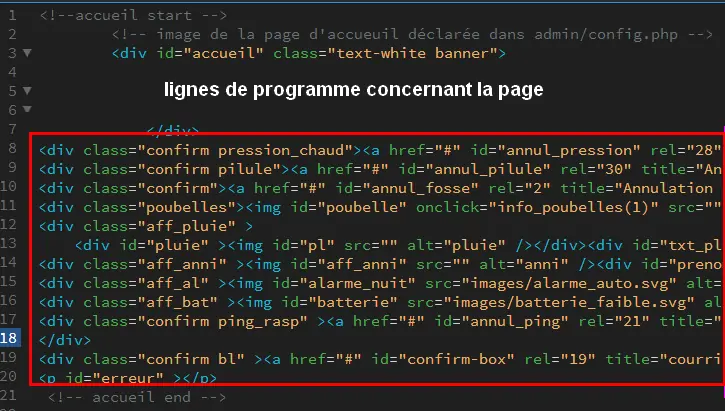 1 <!--accueil start -->
2 <!-- image de la page d'accueuil déclarée dans admin/config.php -->
3 <div id="accueil" class="text-white banner">
4
5 lignes de programme concernant la page
6
7 </div>
8 <div class="confirm pression_chaud"><a href="#" id="annul_pression" rel="28"
9 <div class="confirm pilule"><a href="#" id="annul_pilule" rel="30" title="An
10 <div class="confirm"><a href="#" id="annul_fosse" rel="2" title="Annulation
11 <div class="poubelles"><img id="poubelle" onclick="info_poubelles(1)" src=""
12 <div class="aff_pluie" >
13 <div id="pluie" ><img id="pl" src="" alt="pluie" /></div><div id="txt_pl
14 <div class="aff_anni" ><img id="aff_anni" src="" alt="anni" /><div id="preno
15 <div class="aff_al" ><img id="alarme_nuit" src="images/alarme_auto.svg" alt=
16 <div class="aff_bat" ><img id="batterie" src="images/batterie_faible.svg" al
17 <div class="confirm ping_rasp" ><a href="#" id="annul_ping" rel="21" title="
18 </div>
19 <div class="confirm bl" ><a href="#" id="confirm-box" rel="19" title="courri
20 <p id="erreur" ></p>
21 <!-- accueil end -->